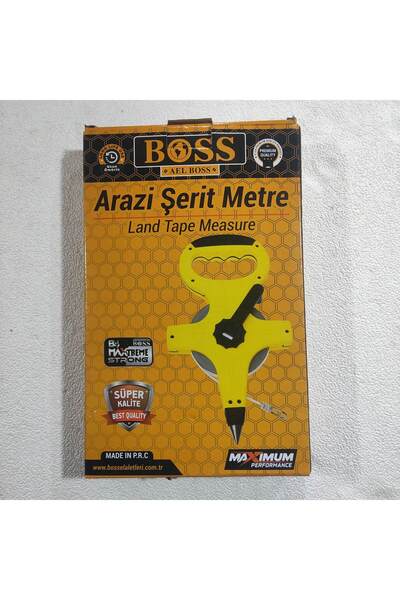 BOSS
AEL BOSS
PREMIUM
QUALITY
Arazi Şerit Metre
Land Tape Measure
BOSS
MAXTREME
STRONG
SÜPER
KALİTE
BEST QUALITY
MADE IN P.R.C
www.bosselaletleri.com.tr
MAXIMUM
PERFORMANCE